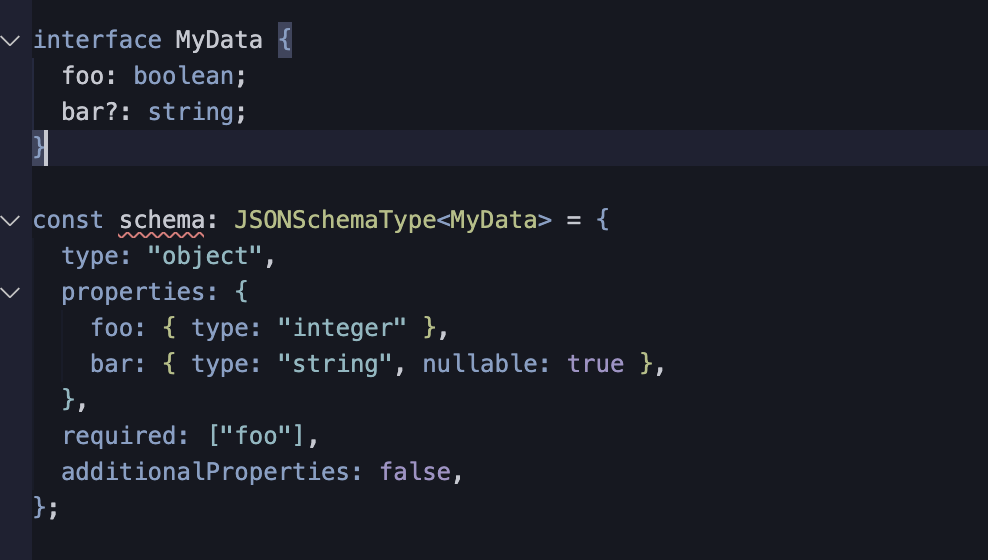 interface MyData {
  foo: boolean;
  bar?: string;
}
const schema: JSONSchemaType<MyData> = {
  type: "object",
  properties: {
    foo: { type: "integer" },
    bar: { type: "string", nullable: true },
  },
  required: ["foo"],
  additionalProperties: false,
};